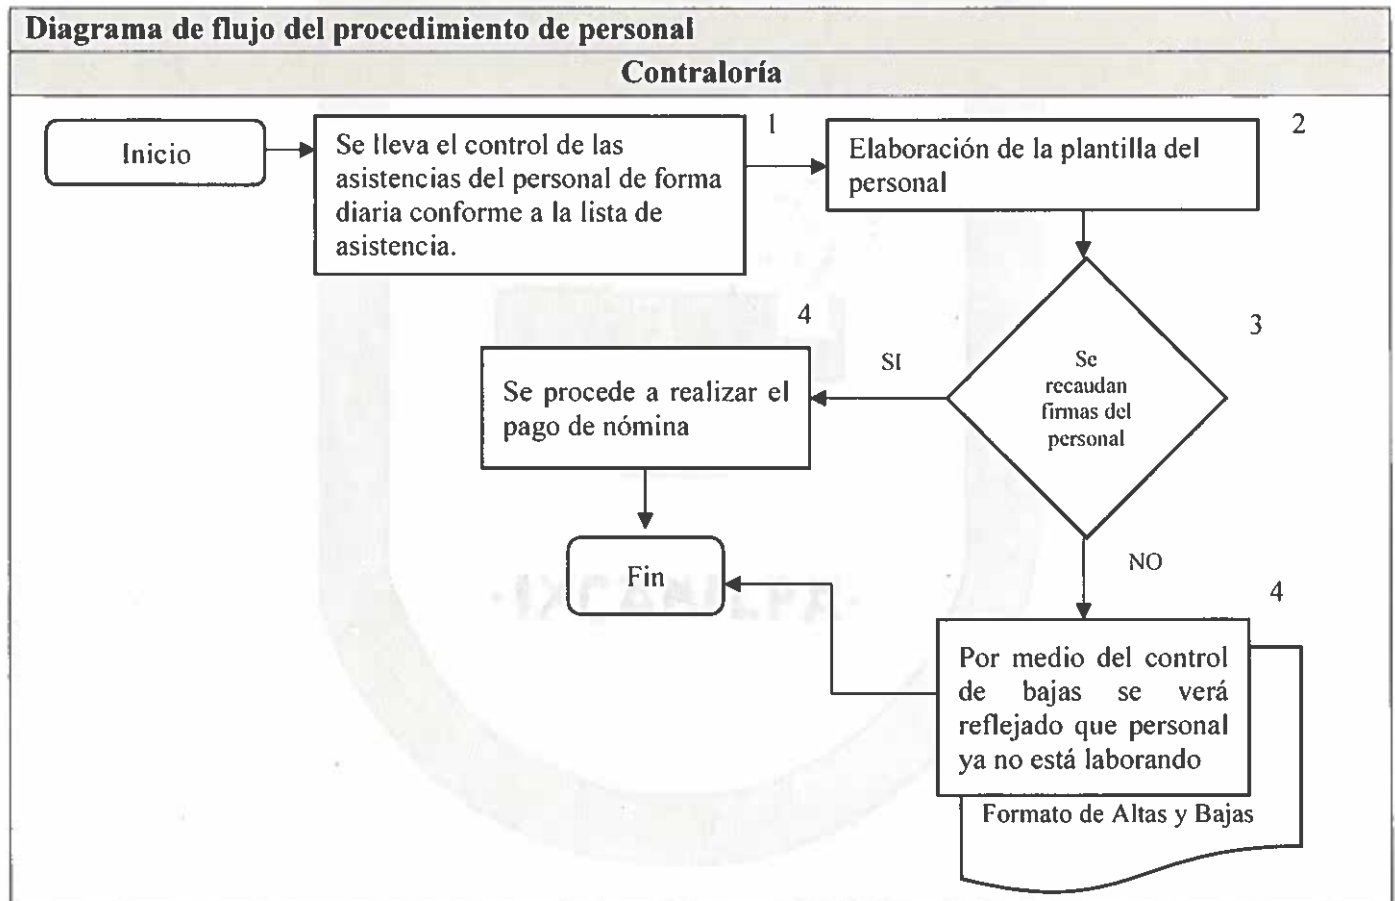 Diagrama de flujo del procedimiento de personal
Contraloría
Inicio
Se lleva el control de las
asistencias del personal de forma
diaria conforme a la lista de
asistencia.
1
Elaboración de la plantilla del
personal
2
Se
recaudan
firmas del
personal
3
SI
4
Se procede a realizar el
pago de nómina
Fin
NO
4
Por medio del control
de bajas se verá
reflejado que personal
ya no está laborando
Formato de Altas y Bajas